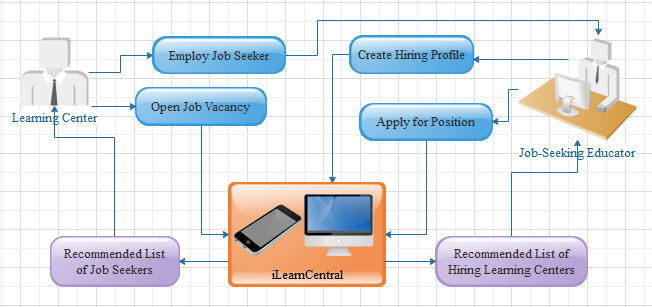 Employ Job Seeker
Create Hiring Profile
Open Job Vacancy
Learning Center
Apply for Position
Job-Seeking Educator
Recommended List
of Job Seekers
iLearnCentral
Recommended List of
Hiring Learning Centers